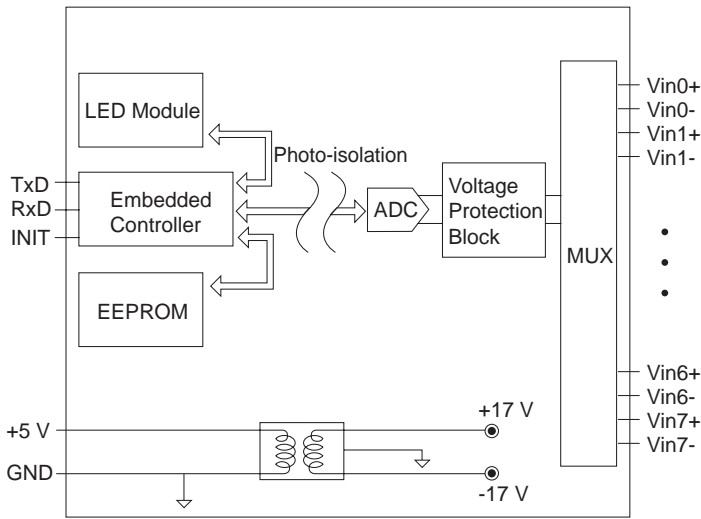 LED Module
Photo-isolation
TxD
RxD
INIT
Embedded
Controller
ADC
Voltage
Protection
Block
MUX
EEPROM
Vin0+
Vin0-
Vin1+
Vin1-
Vin6+
Vin6-
Vin7+
Vin7-
+5 V
GND
+17 V
-17 V